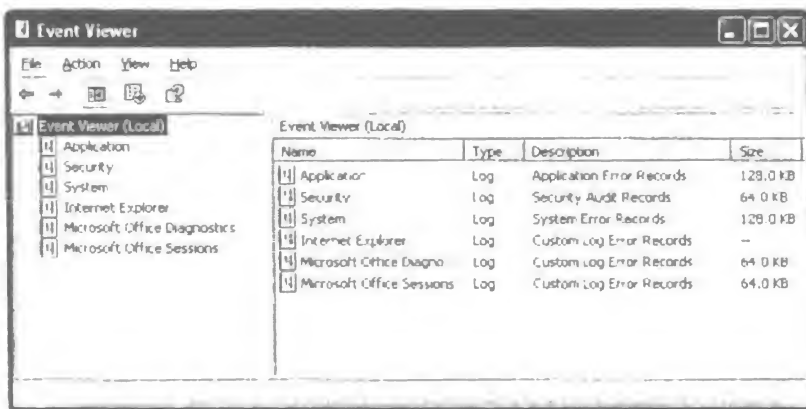 Event Viewer
File Action View Help
Event Viewer (Local)
Application
Security
System
Internet Explorer
Microsoft Office Diagnostics
Microsoft Office Sessions
Event Viewer (Local)
Name Type Description Size
Application Log Application Error Records 128.0 KB
Security Log Security Audit Records 64.0 KB
System Log System Error Records 128.0 KB
Internet Explorer Log Custom Log Error Records --
Microsoft Office Diagno Log Custom Log Error Records 64.0 KB
Microsoft Office Sessions Log Custom Log Error Records 64.0 KB